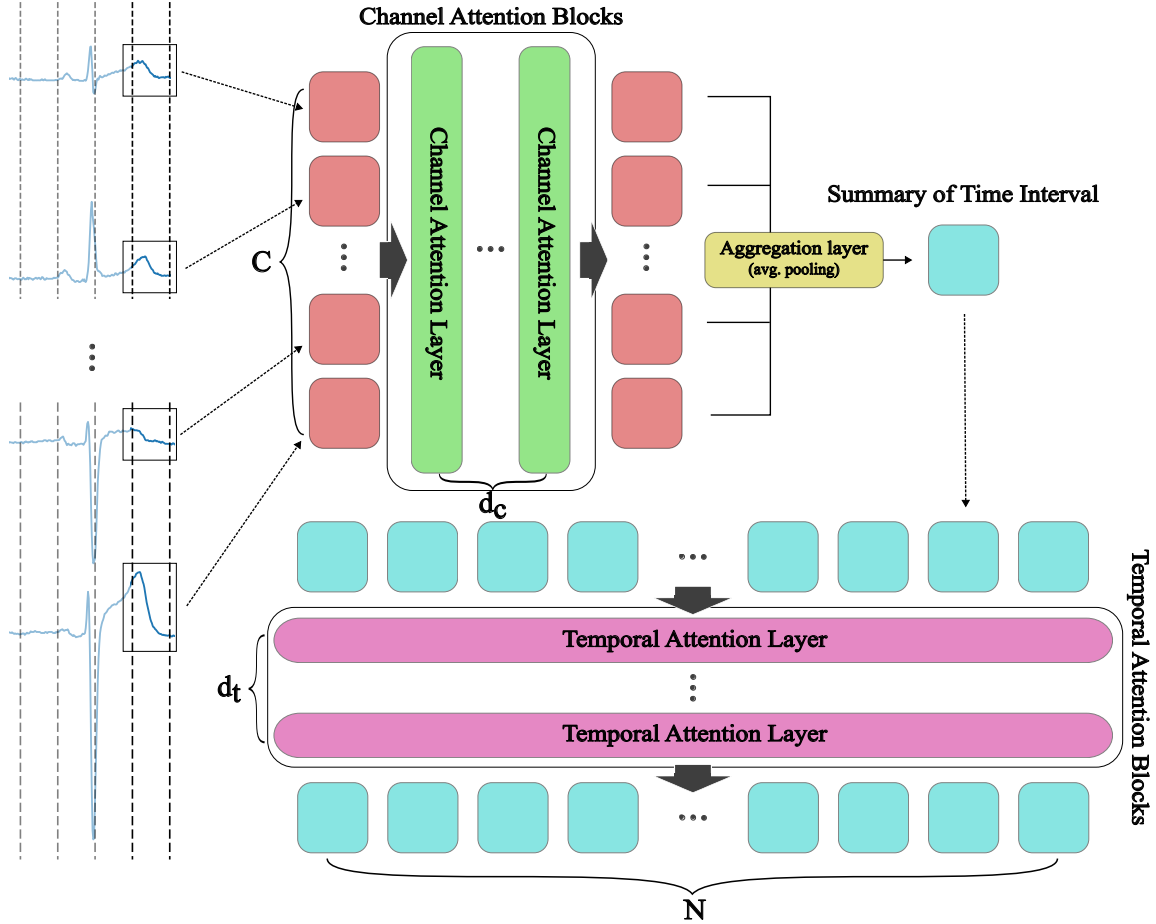 Channel Attention Blocks
C
Channel Attention Layer
Channel Attention Layer
dc
Aggregation layer
(avg. pooling)
Summary of Time Interval
Temporal Attention Layer
dt
Temporal Attention Layer
Temporal Attention Blocks
N